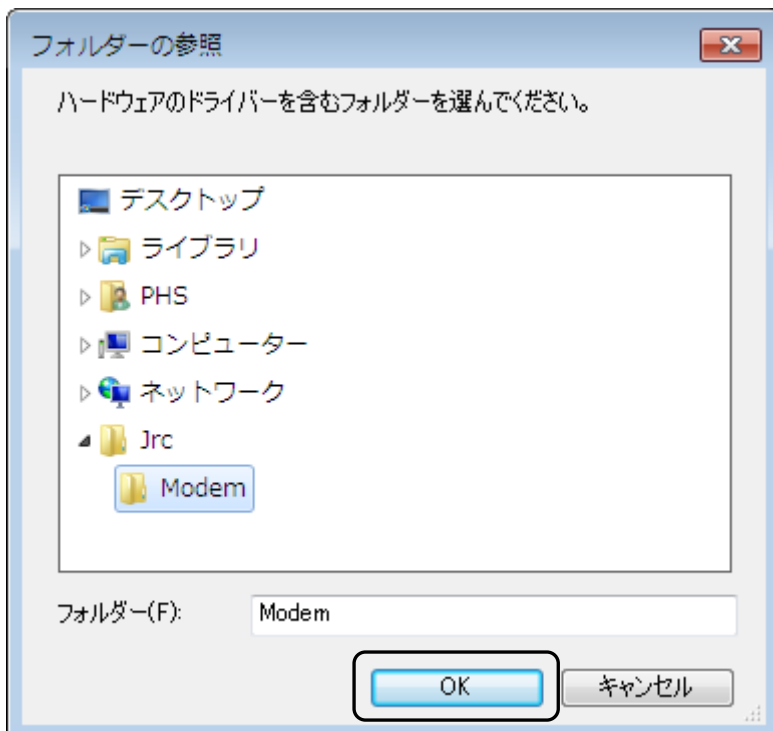 フォルダーの参照
ハードウェアのドライバーを含むフォルダーを選んでください。
デスクトップ
ライブラリ
PHS
コンピューター
ネットワーク
Jrc
Modem
フォルダー(F): Modem
OK キャンセル